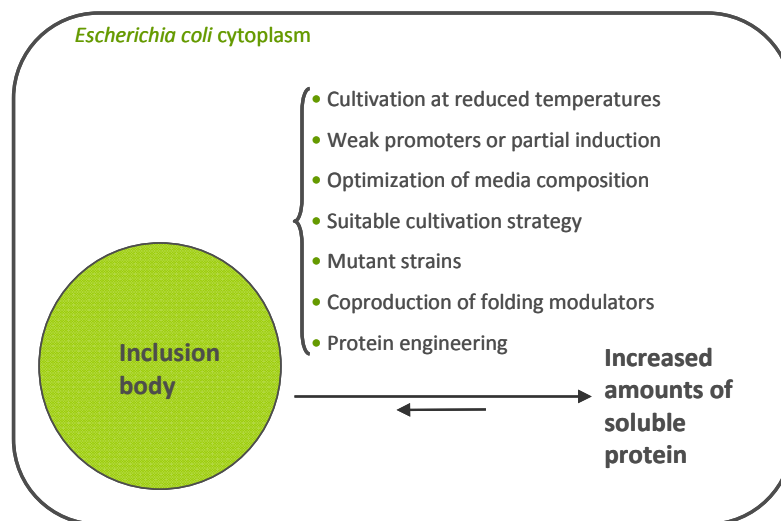 Escherichia coli cytoplasm
• Cultivation at reduced temperatures
• Weak promoters or partial induction
• Optimization of media composition
• Suitable cultivation strategy
• Mutant strains
• Coproduction of folding modulators
• Protein engineering
Inclusion
body
Increased
amounts of
soluble
protein